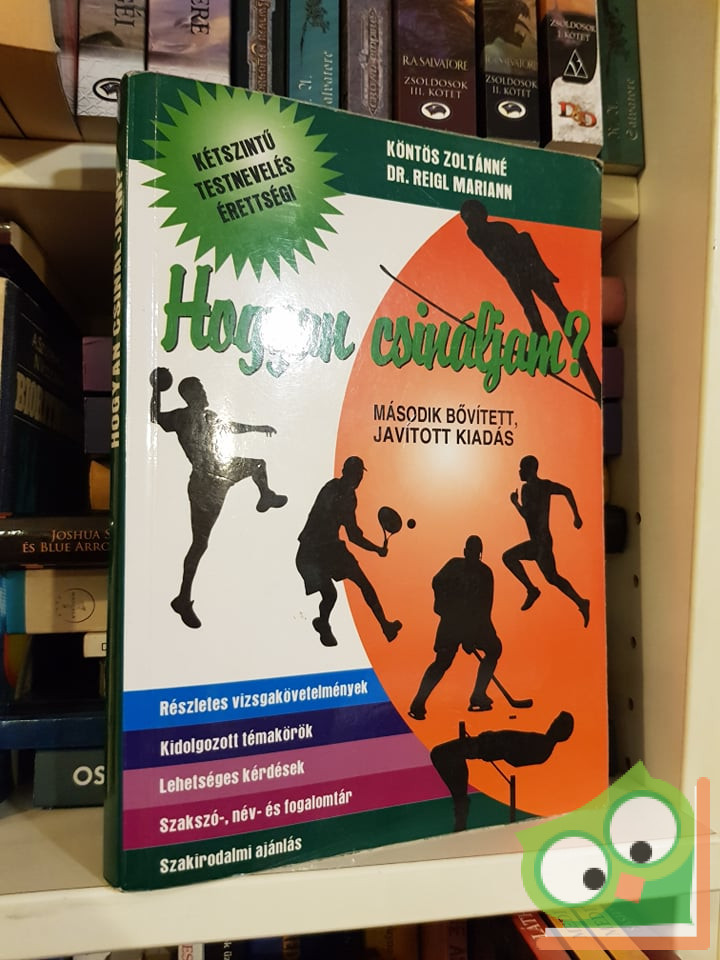 R.A. SALVATORE
ZSOLDOSOK
III. KÖTET
R.A. SALVATORE
ZSOLDOSOK
II. KÖTET
ZSOLDOSOK
I. KÖTET
D&D
KÉTSZINTŰ
TESTNEVELÉS
ÉRETTSÉGI
KÖNTÖS ZOLTÁNNÉ
DR. REIGL MARIANN
Hogyan csináljam?
MÁSODIK BŐVÍTETT,
JAVÍTOTT KIADÁS
HOGYAN CSINÁLJAM?
JOSHUA S
ÉS BLUE ARRO
OS
Részletes vizsgakövetelmények
Kidolgozott témakörök
Lehetséges kérdések
Szakszó-, név- és fogalomtár
Szakirodalmi ajánlás